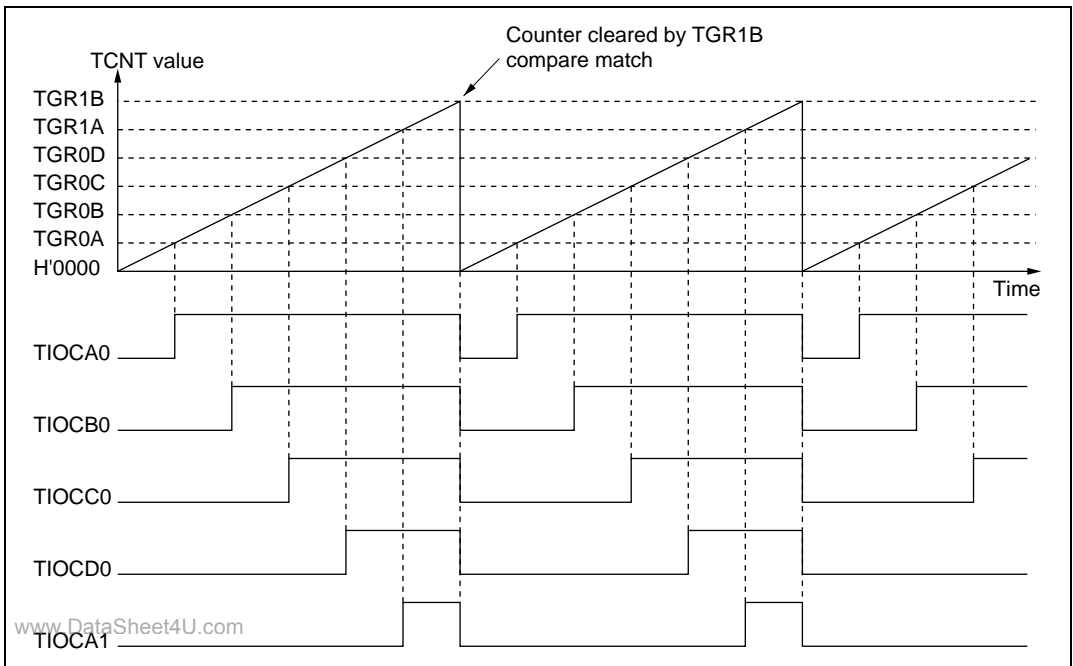 Counter cleared by TGR1B
compare match
TCNT value
TGR1B
TGR1A
TGR0D
TGR0C
TGR0B
TGR0A
H'0000
Time
TIOCA0
TIOCB0
TIOCC0
TIOCD0
www.DataSheet4U.com
TIOCA1